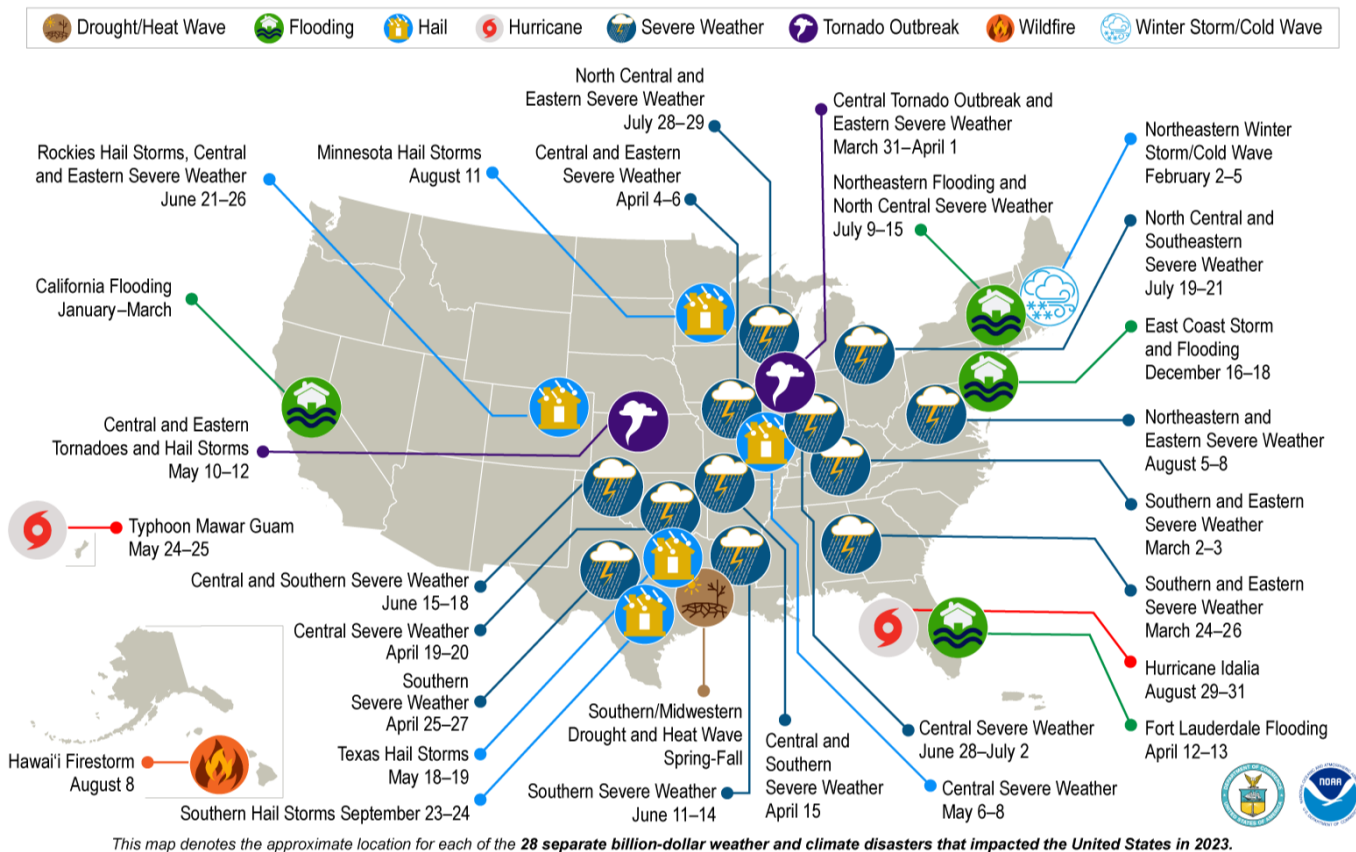 Drought/Heat Wave
Flooding
Hail
Hurricane
Severe Weather
Tornado Outbreak
Wildfire
Winter Storm/Cold Wave
North Central and
Eastern Severe Weather
July 28–29
Central Tornado Outbreak and
Eastern Severe Weather
March 31–April 1
Northeastern Winter
Storm/Cold Wave
February 2–5
Rockies Hail Storms, Central
and Eastern Severe Weather
June 21–26
Minnesota Hail Storms
August 11
Central and Eastern
Severe Weather
April 4–6
Northeastern Flooding and
North Central Severe Weather
July 9–15
North Central and
Southeastern
Severe Weather
July 19–21
California Flooding
January–March
East Coast Storm
and Flooding
December 16–18
Central and Eastern
Tornadoes and Hail Storms
May 10–12
Northeastern and
Eastern Severe Weather
August 5–8
Typhoon Mawar Guam
May 24–25
Southern and Eastern
Severe Weather
March 2–3
Central and Southern Severe Weather
June 15–18
Southern and Eastern
Severe Weather
March 24–26
Central Severe Weather
April 19–20
Hurricane Idalia
August 29–31
Southern
Severe Weather
April 25–27
Southern/Midwestern
Drought and Heat Wave
Spring-Fall
Central and
Southern
Severe Weather
April 15
Central Severe Weather
June 28–July 2
Fort Lauderdale Flooding
April 12–13
Hawai‘i Firestorm
August 8
Texas Hail Storms
May 18–19
Southern Severe Weather
June 11–14
Central Severe Weather
May 6–8
Southern Hail Storms September 23–24
DEPARTMENT OF COMMERCE
UNITED STATES OF AMERICA
NOAA
This map denotes the approximate location for each of the 28 separate billion-dollar weather and climate disasters that impacted the United States in 2023.